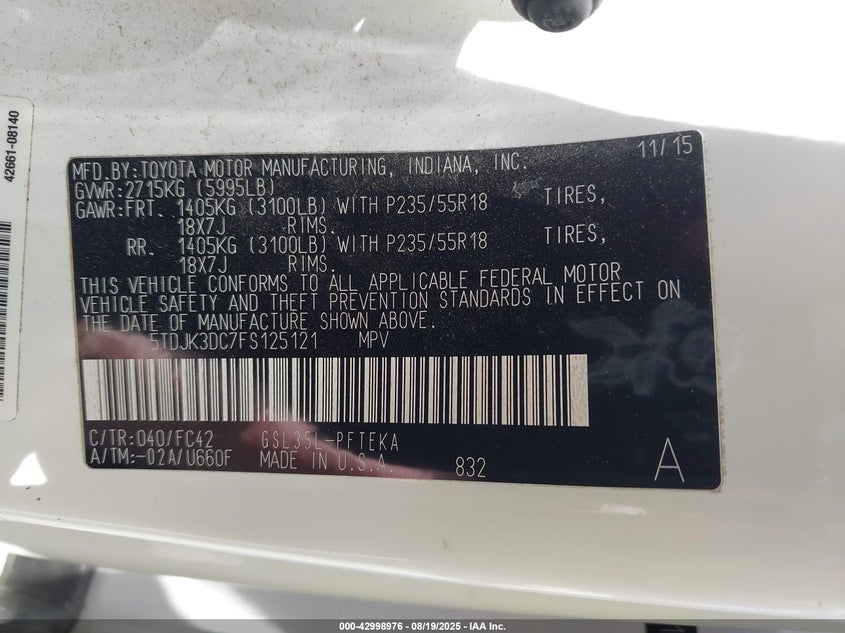 42661-08140
MFD.BY:TOYOTA MOTOR MANUFACTURING, INDIANA, INC. 11/15
GVWR:2715KG (5995LB)
GAWR:FRT. 1405KG (3100LB) WITH P235/55R18 TIRES,
18X7J RIMS.
RR. 1405KG (3100LB) WITH P235/55R18 TIRES,
18X7J RIMS.
THIS VEHICLE CONFORMS TO ALL APPLICABLE FEDERAL MOTOR
VEHICLE SAFETY AND THEFT PREVENTION STANDARDS IN EFFECT ON
THE DATE OF MANUFACTURE SHOWN ABOVE.
5TDJK3DC7FS125121 MPV
C/TR:040/FC42 GSL35L-PFTEKA
A/TM:-02A/U660F MADE IN U.S.A. 832 A
000-42998976 - 08/19/2025 - IAA Inc.